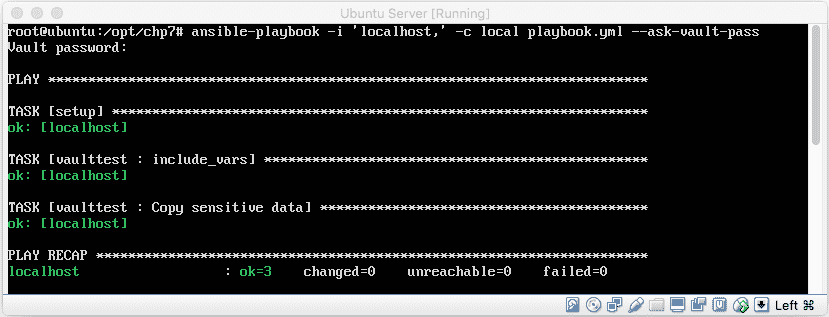 Ubuntu Server [Running]
root@ubuntu:/opt/chp7# ansible-playbook -i 'localhost,' -c local playbook.yml --ask-vault-pass
Vault password:
PLAY ***************************************************************************
TASK [setup] *******************************************************************
ok: [localhost]
TASK [vaulttest : include_vars] ************************************************
ok: [localhost]
TASK [vaulttest : Copy sensitive data] *****************************************
ok: [localhost]
PLAY RECAP *********************************************************************
localhost                  : ok=3    changed=0    unreachable=0    failed=0
Left ⌘